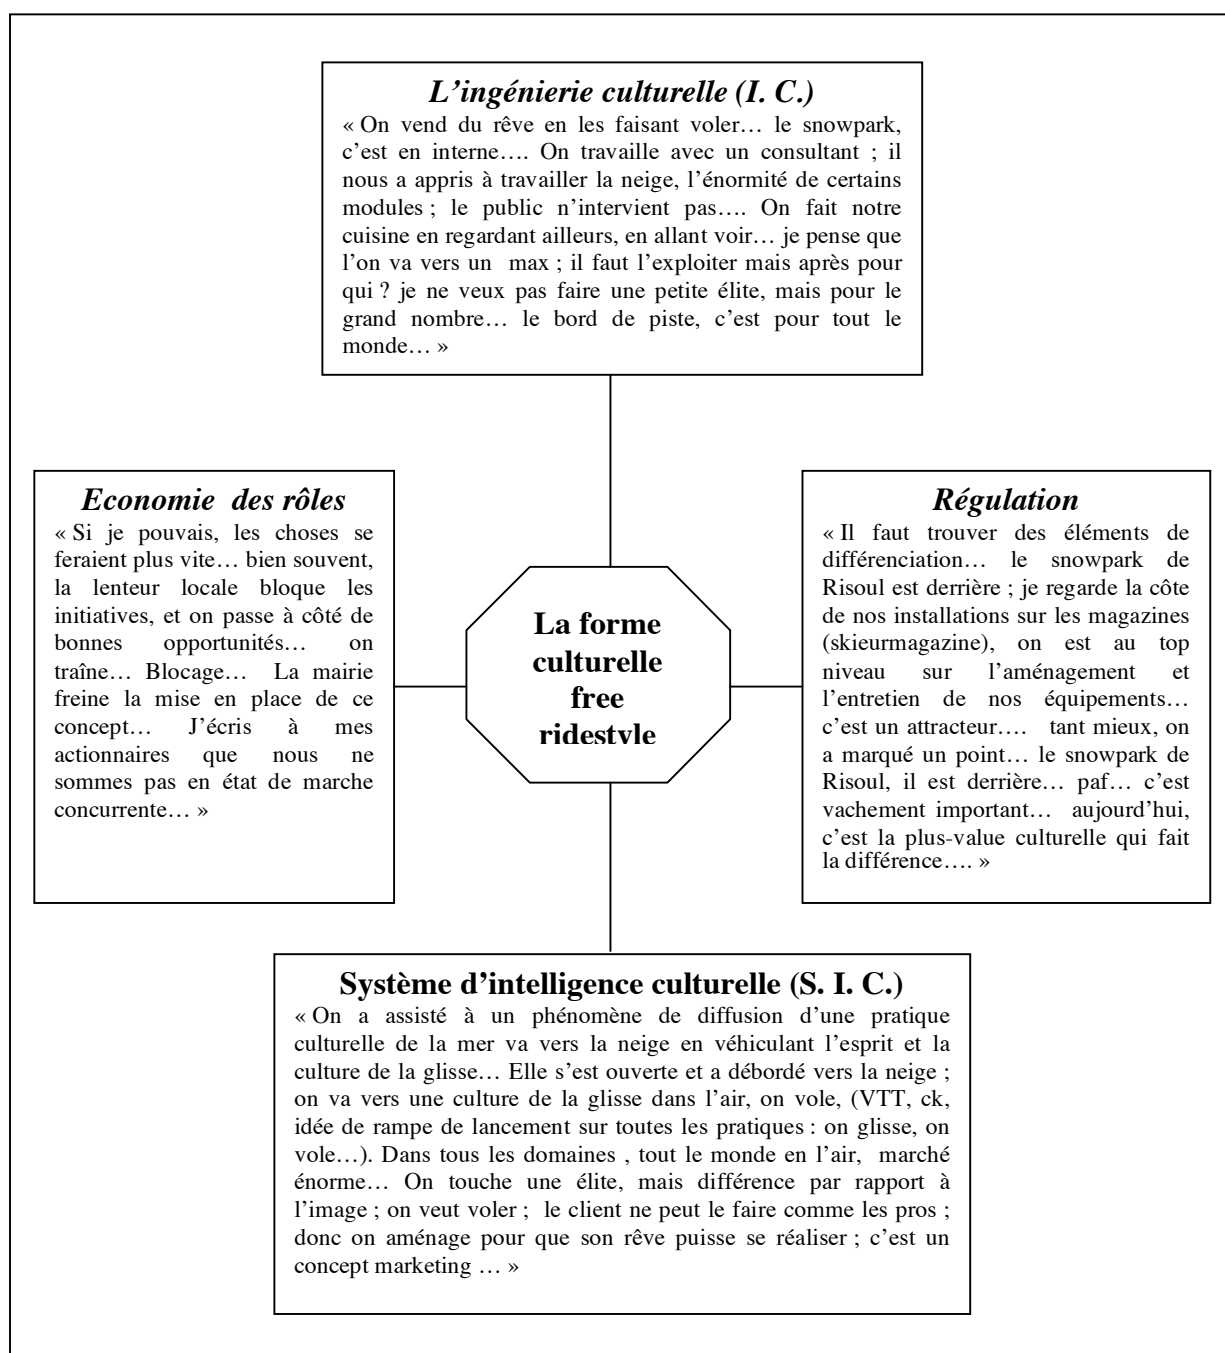 L’ingénierie culturelle (I. C.)
« On vend du rêve en les faisant voler… le snowpark,
c’est en interne…. On travaille avec un consultant ; il
nous a appris à travailler la neige, l’énormité de certains
modules ; le public n’intervient pas…. On fait notre
cuisine en regardant ailleurs, en allant voir… je pense que
l’on va vers un max ; il faut l’exploiter mais après pour
qui ? je ne veux pas faire une petite élite, mais pour le
grand nombre… le bord de piste, c’est pour tout le
monde… »
Economie des rôles
« Si je pouvais, les choses se
feraient plus vite… bien souvent,
la lenteur locale bloque les
initiatives, et on passe à côté de
bonnes opportunités… on
traîne… Blocage… La mairie
freine la mise en place de ce
concept… J’écris à mes
actionnaires que nous ne
sommes pas en état de marche
concurrente… »
La forme
culturelle
free
ridestyle
Régulation
« Il faut trouver des éléments de
différenciation… le snowpark de
Risoul est derrière ; je regarde la côte
de nos installations sur les magazines
(skieurmagazine), on est au top
niveau sur l’aménagement et
l’entretien de nos équipements…
c’est un attracteur…. tant mieux, on
a marqué un point… le snowpark de
Risoul, il est derrière… paf… c’est
vachement important… aujourd’hui,
c’est la plus-value culturelle qui fait
la différence…. »
Système d’intelligence culturelle (S. I. C.)
« On a assisté à un phénomène de diffusion d’une pratique
culturelle de la mer va vers la neige en véhiculant l’esprit et la
culture de la glisse… Elle s’est ouverte et a débordé vers la neige ;
on va vers une culture de la glisse dans l’air, on vole, (VTT, ck,
idée de rampe de lancement sur toutes les pratiques : on glisse, on
vole…). Dans tous les domaines , tout le monde en l’air, marché
énorme… On touche une élite, mais différence par rapport à
l’image ; on veut voler ; le client ne peut le faire comme les pros ;
donc on aménage pour que son rêve puisse se réaliser ; c’est un
concept marketing … »